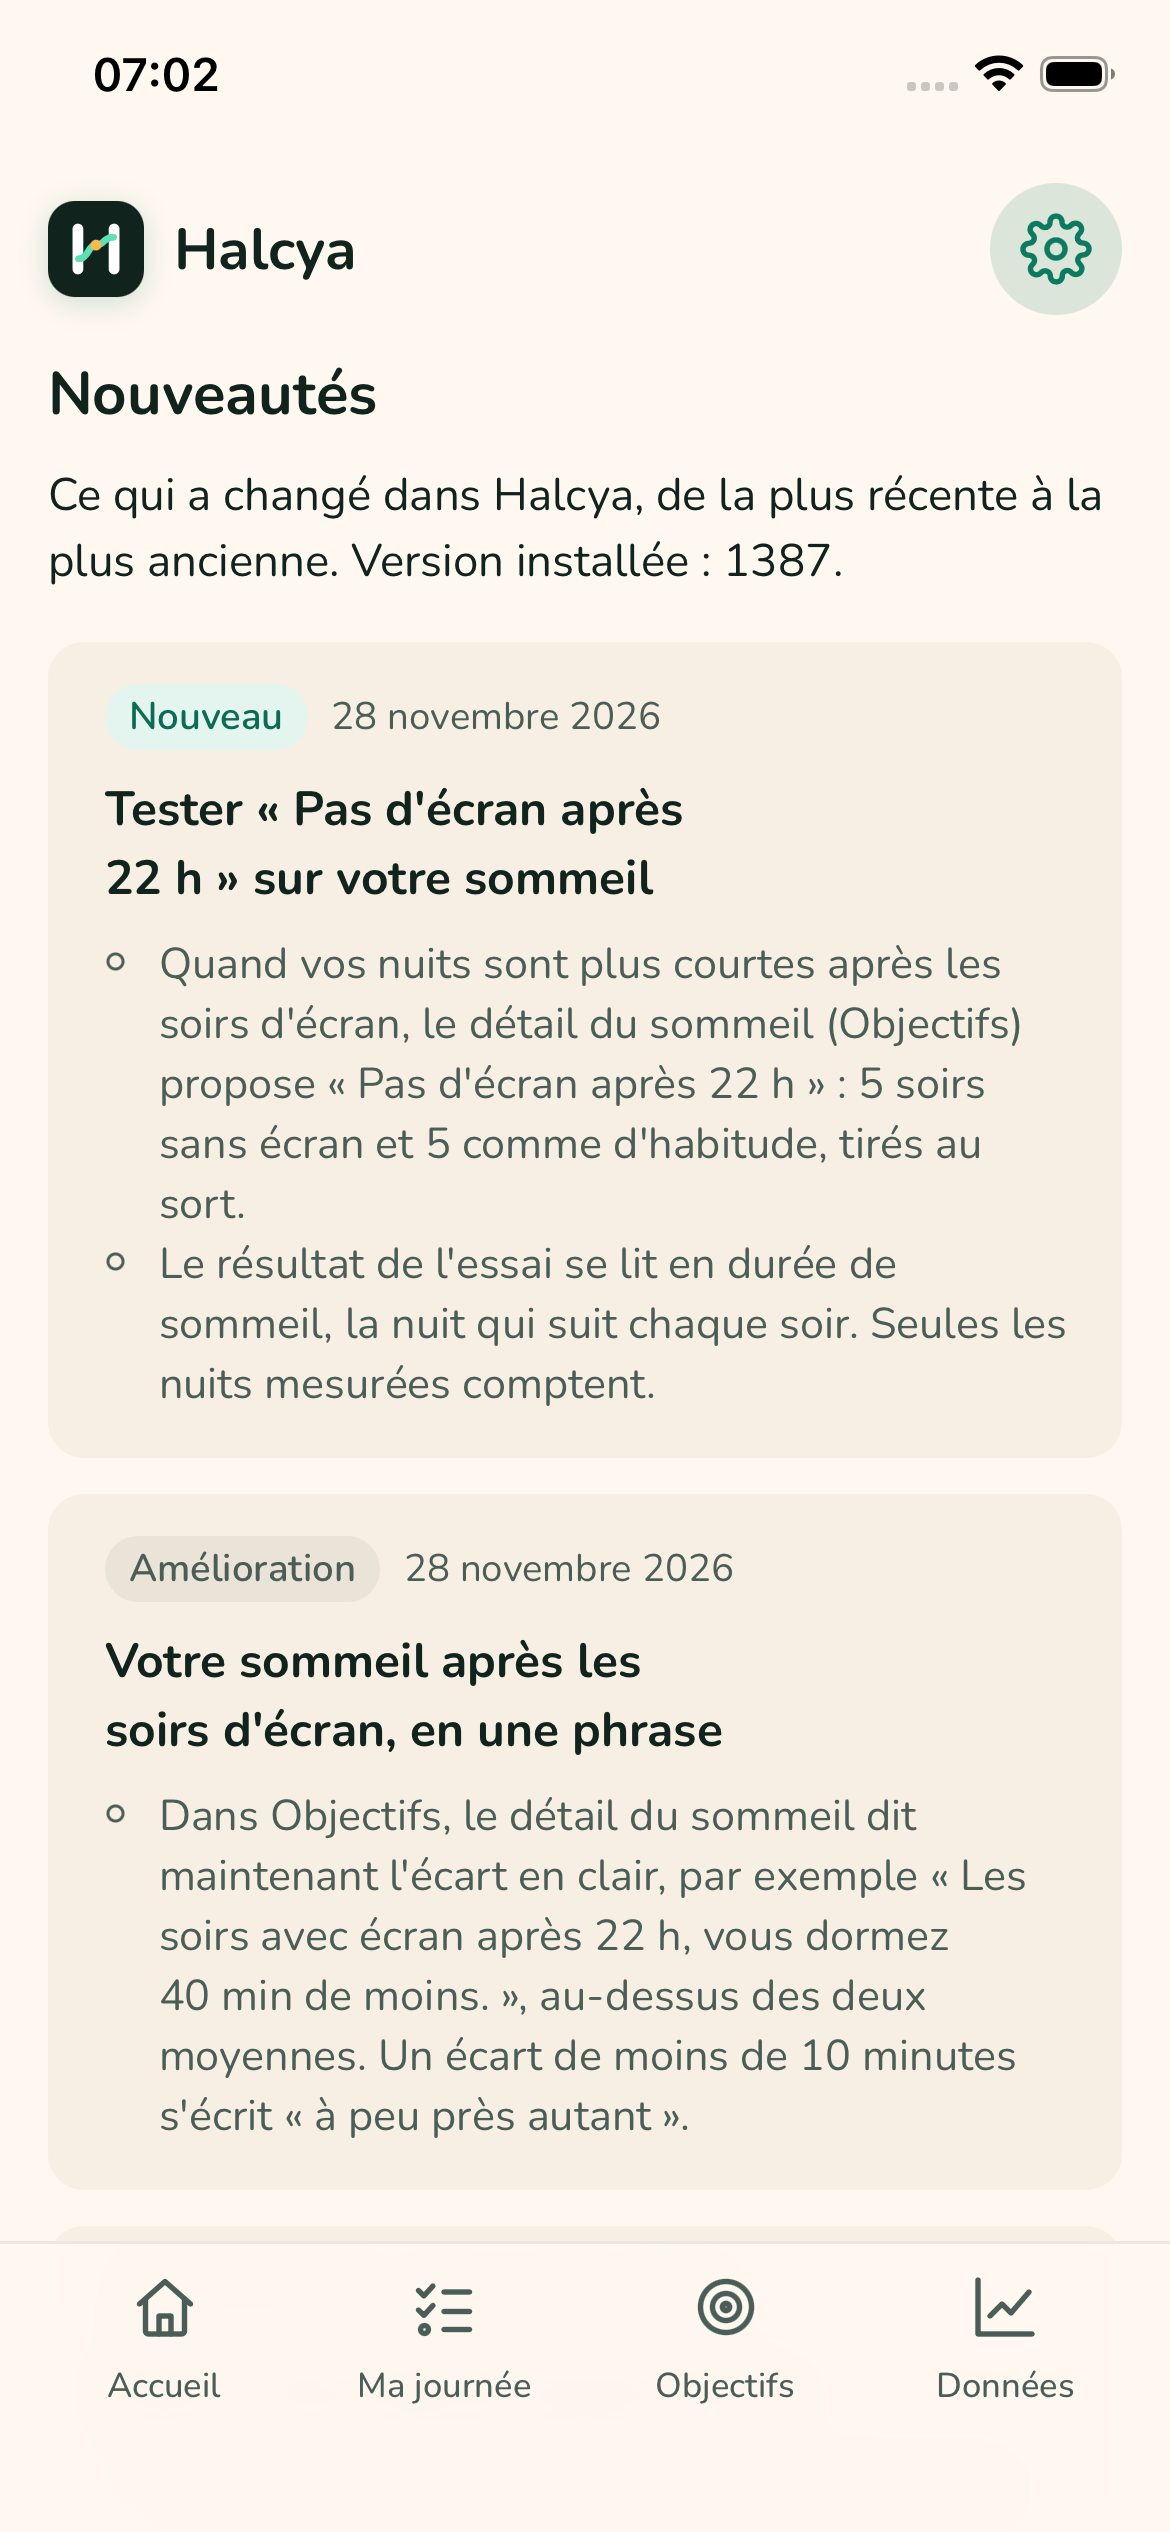 07:02
Halcya
Nouveautés
Ce qui a changé dans Halcya, de la plus récente à la
plus ancienne. Version installée : 1387.
Nouveau 28 novembre 2026
Tester « Pas d'écran après
22 h » sur votre sommeil
Quand vos nuits sont plus courtes après les
soirs d'écran, le détail du sommeil (Objectifs)
propose « Pas d'écran après 22 h » : 5 soirs
sans écran et 5 comme d'habitude, tirés au
sort.
Le résultat de l'essai se lit en durée de
sommeil, la nuit qui suit chaque soir. Seules les
nuits mesurées comptent.
Amélioration 28 novembre 2026
Votre sommeil après les
soirs d'écran, en une phrase
Dans Objectifs, le détail du sommeil dit
maintenant l'écart en clair, par exemple « Les
soirs avec écran après 22 h, vous dormez
40 min de moins. », au-dessus des deux
moyennes. Un écart de moins de 10 minutes
s'écrit « à peu près autant ».
Accueil Ma journée Objectifs Données